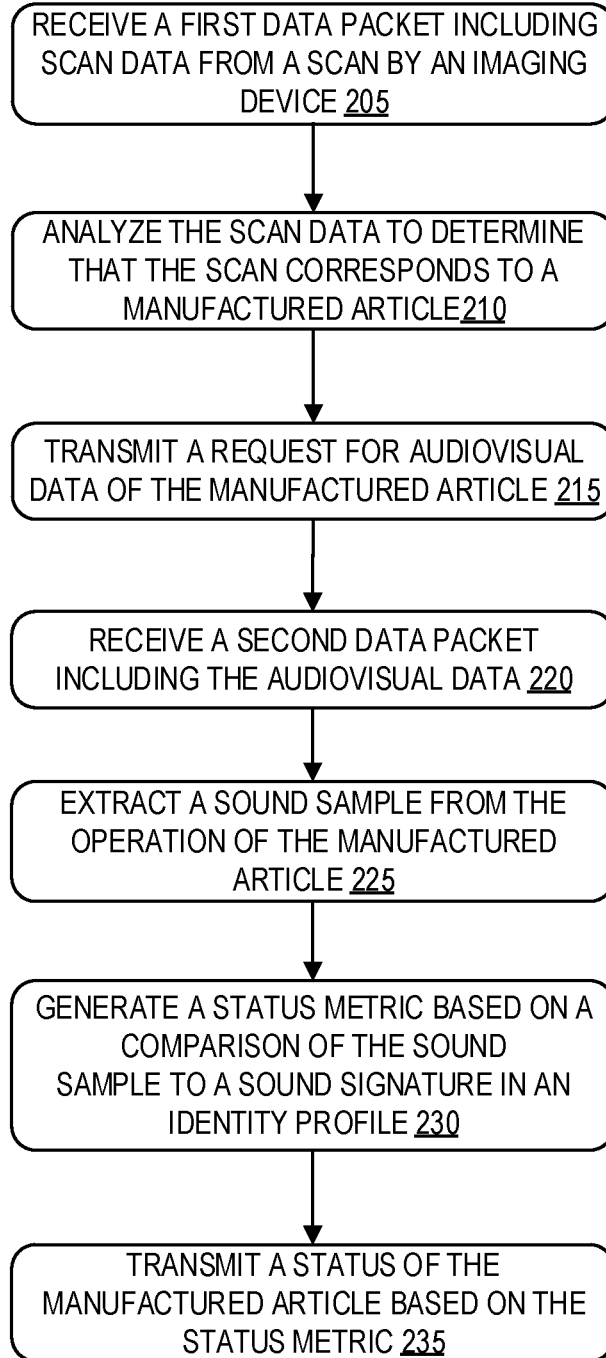 RECEIVE A FIRST DATA PACKET INCLUDING
SCAN DATA FROM A SCAN BY AN IMAGING
DEVICE 205
ANALYZE THE SCAN DATA TO DETERMINE
THAT THE SCAN CORRESPONDS TO A
MANUFACTURED ARTICLE210
TRANSMIT A REQUEST FOR AUDIOVISUAL
DATA OF THE MANUFACTURED ARTICLE 215
RECEIVE A SECOND DATA PACKET
INCLUDING THE AUDIOVISUAL DATA 220
EXTRACT A SOUND SAMPLE FROM THE
OPERATION OF THE MANUFACTURED
ARTICLE 225
GENERATE A STATUS METRIC BASED ON A
COMPARISON OF THE SOUND
SAMPLE TO A SOUND SIGNATURE IN AN
IDENTITY PROFILE 230
TRANSMIT A STATUS OF THE
MANUFACTURED ARTICLE BASED ON THE
STATUS METRIC 235